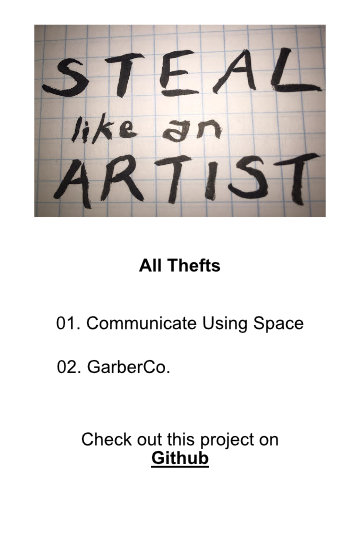 STEAL
like an
ARTIST
All Thefts
01. Communicate Using Space
02. GarberCo.
Check out this project on
Github